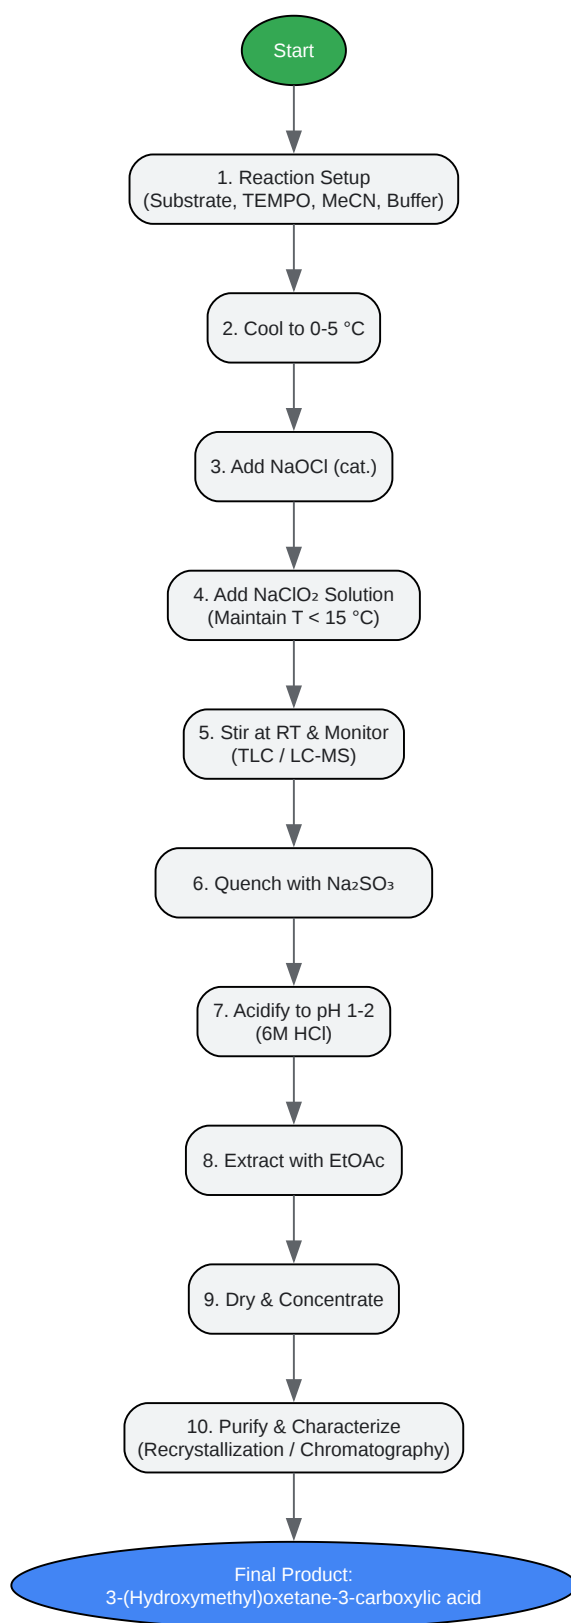 Start
1. Reaction Setup
(Substrate, TEMPO, MeCN, Buffer)
2. Cool to 0-5 °C
3. Add NaOCl (cat.)
4. Add NaClO₂ Solution
(Maintain T < 15 °C)
5. Stir at RT & Monitor
(TLC / LC-MS)
6. Quench with Na₂SO₃
7. Acidify to pH 1-2
(6M HCl)
8. Extract with EtOAc
9. Dry & Concentrate
10. Purify & Characterize
(Recrystallization / Chromatography)
Final Product:
3-(Hydroxymethyl)oxetane-3-carboxylic acid